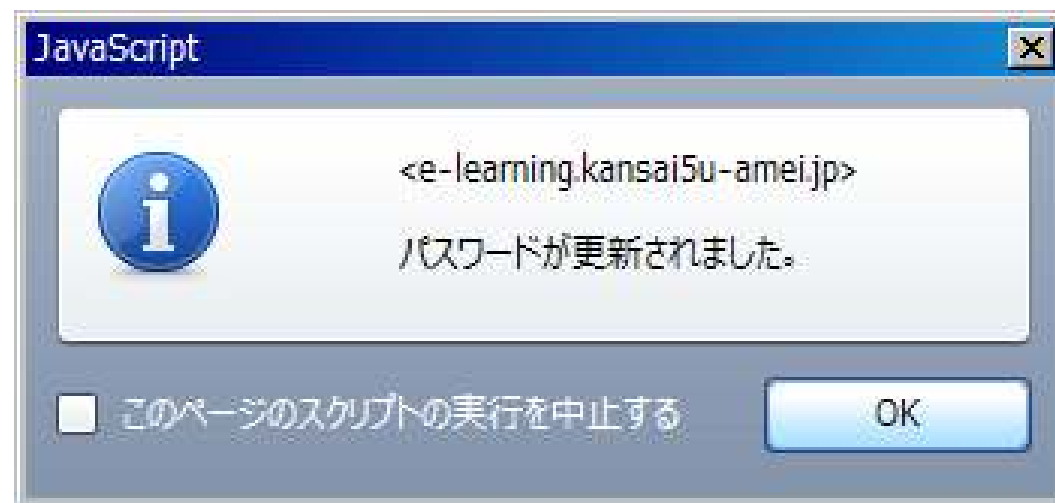 JavaScript
<e-learning.kansai5u-amei.jp>
パスワードが更新されました。
このページのスクリプトの実行を中止する
OK